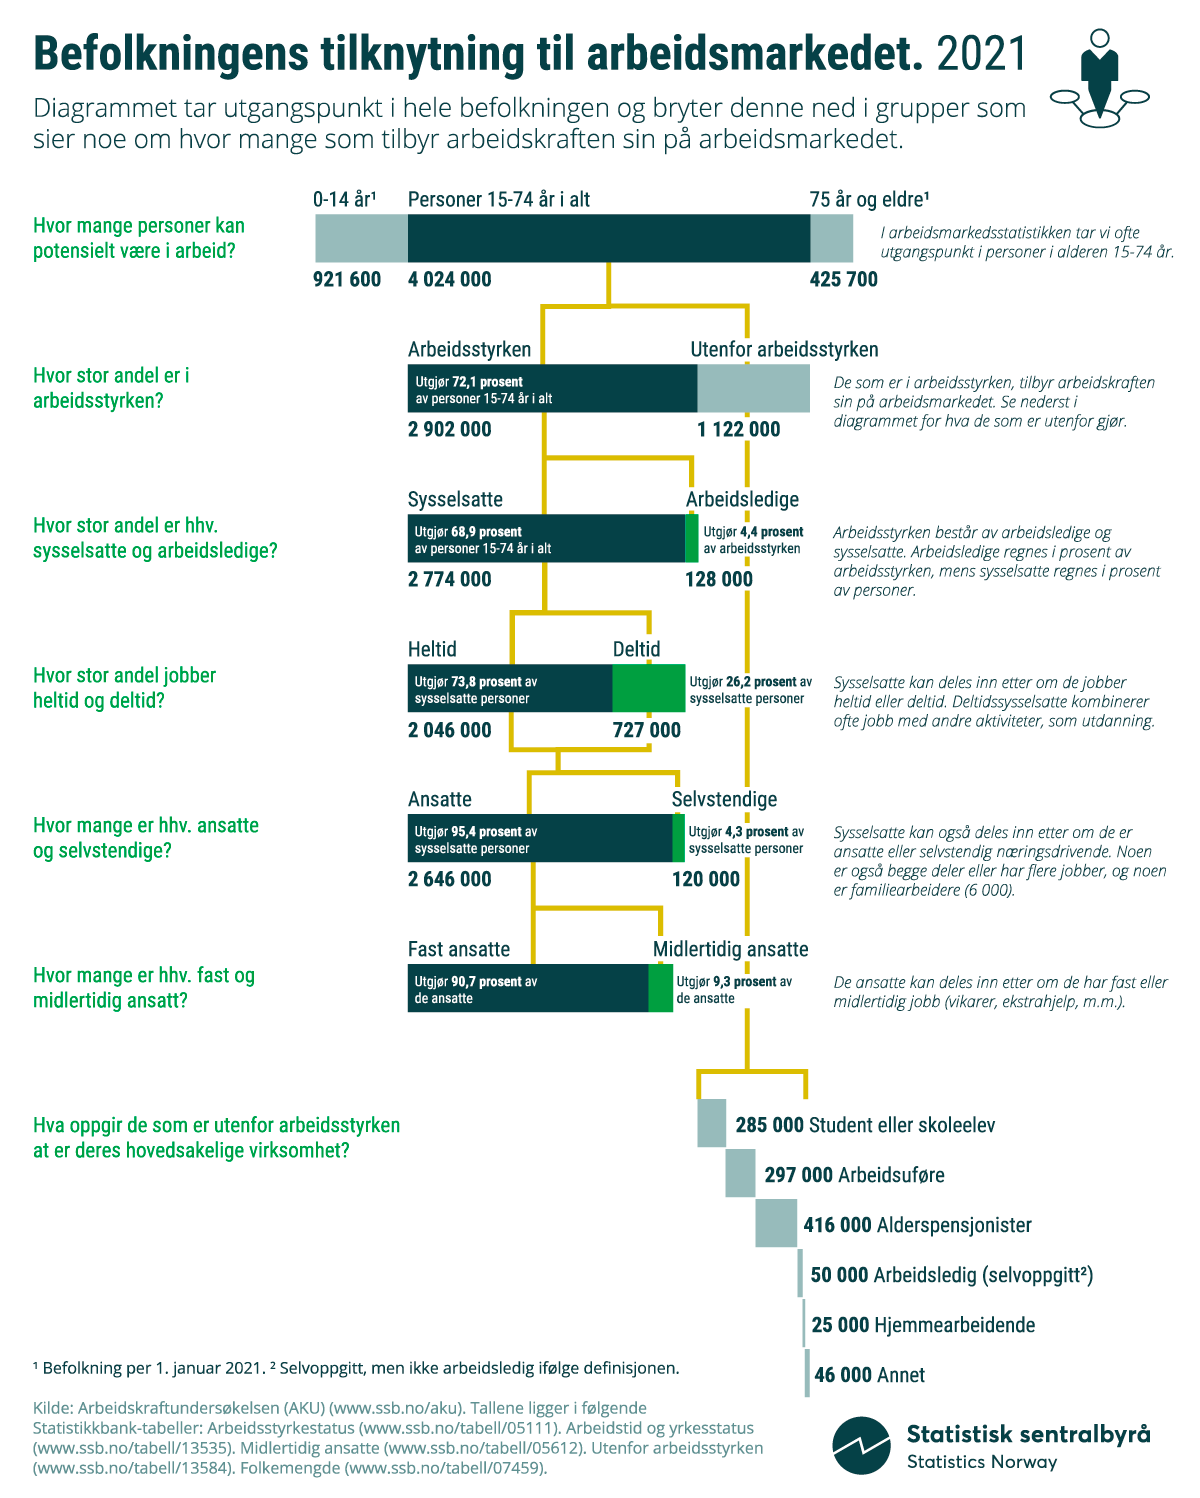 Befolkningens tilknytning til arbeidsmarkedet. 2021
Diagrammet tar utgangspunkt i hele befolkningen og bryter denne ned i grupper som
sier noe om hvor mange som tilbyr arbeidskraften sin på arbeidsmarkedet.
Hvor mange personer kan
potensielt være i arbeid?
0-14 år¹
Personer 15-74 år i alt
75 år og eldre¹
921 600
4 024 000
425 700
I arbeidsmarkedsstatistikken tar vi ofte
utgangspunkt i personer i alderen 15-74 år.
Hvor stor andel er i
arbeidsstyrken?
Arbeidsstyrken
Utenfor arbeidsstyrken
Utgjør 72,1 prosent
av personer 15-74 år i alt
2 902 000
1 122 000
De som er i arbeidsstyrken, tilbyr arbeidskraften
sin på arbeidsmarkedet. Se nederst i
diagrammet for hva de som er utenfor gjør.
Hvor stor andel er hhv.
sysselsatte og arbeidsledige?
Sysselsatte
Arbeidsledige
Utgjør 68,9 prosent
av personer 15-74 år i alt
Utgjør 4,4 prosent
av arbeidsstyrken
2 774 000
128 000
Arbeidsstyrken består av arbeidsledige og
sysselsatte. Arbeidsledige regnes i prosent av
arbeidsstyrken, mens sysselsatte regnes i prosent
av personer.
Hvor stor andel jobber
heltid og deltid?
Heltid
Deltid
Utgjør 73,8 prosent av
sysselsatte personer
Utgjør 26,2 prosent av
sysselsatte personer
2 046 000
727 000
Sysselsatte kan deles inn etter om de jobber
heltid eller deltid. Deltidssysselsatte kombinerer
ofte jobb med andre aktiviteter, som utdanning.
Hvor mange er hhv. ansatte
og selvstendige?
Ansatte
Selvstendige
Utgjør 95,4 prosent av
sysselsatte personer
Utgjør 4,3 prosent av
sysselsatte personer
2 646 000
120 000
Sysselsatte kan også deles inn etter om de er
ansatte eller selvstendig næringsdrivende. Noen
er også begge deler eller har flere jobber, og noen
er familiearbeidere (6 000).
Hvor mange er hhv. fast og
midlertidig ansatt?
Fast ansatte
Midlertidig ansatte
Utgjør 90,7 prosent av
de ansatte
Utgjør 9,3 prosent av
de ansatte
De ansatte kan deles inn etter om de har fast eller
midlertidig jobb (vikarer, ekstrahjelp, m.m.).
Hva oppgir de som er utenfor arbeidsstyrken
at er deres hovedsakelige virksomhet?
285 000 Student eller skoleelev
297 000 Arbeidsuføre
416 000 Alderspensjonister
50 000 Arbeidsledig (selvoppgitt²)
25 000 Hjemmearbeidende
46 000 Annet
¹ Befolkning per 1. januar 2021. ² Selvoppgitt, men ikke arbeidsledig ifølge definisjonen.
Kilde: Arbeidskraftundersøkelsen (AKU) (www.ssb.no/aku). Tallene ligger i følgende
Statistikkbank-tabeller: Arbeidsstyrkestatus (www.ssb.no/tabell/05111). Arbeidstid og yrkesstatus
(www.ssb.no/tabell/13535). Midlertidig ansatte (www.ssb.no/tabell/05612). Utenfor arbeidsstyrken
(www.ssb.no/tabell/13584). Folkemengde (www.ssb.no/tabell/07459).
Statistisk sentralbyrå
Statistics Norway